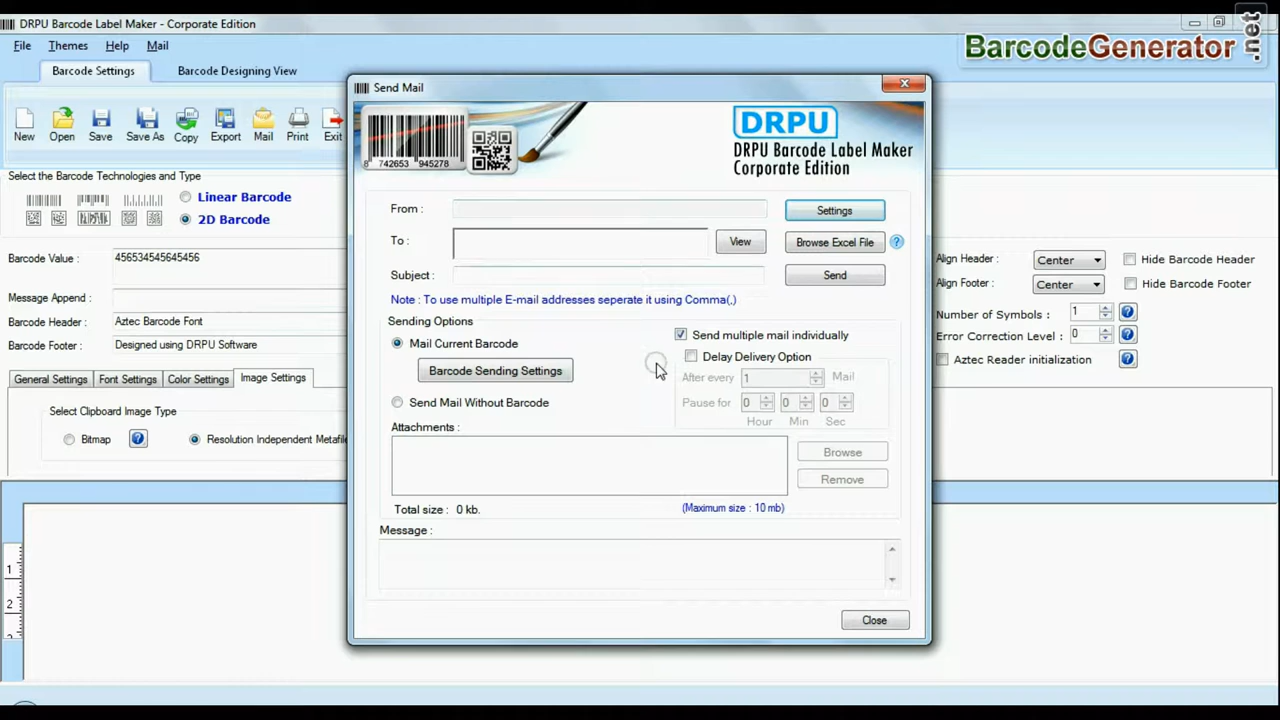 DRPU Barcode Label Maker - Corporate Edition
File Themes Help Mail
BarcodeGenerator.net
Barcode Settings Barcode Designing View
New Open Save Save As Copy Export Mail Print Exit
Select the Barcode Technologies and Type
Linear Barcode
2D Barcode
Barcode Value : 456534545645456
Message Append :
Barcode Header : Aztec Barcode Font
Barcode Footer : Designed using DRPU Software
General Settings Font Settings Color Settings Image Settings
Select Clipboard Image Type
Bitmap ? Resolution Independent Metafile
1
2
Send Mail
8 742653 945278
DRPU
DRPU Barcode Label Maker
Corporate Edition
From : Settings
To : View Browse Excel File ?
Subject : Send
Note : To use multiple E-mail addresses seperate it using Comma(,)
Sending Options
Send multiple mail individually
Mail Current Barcode
Delay Delivery Option
Barcode Sending Settings
After every 1 Mail
Send Mail Without Barcode
Pause for 0 0 0
Hour Min Sec
Attachments :
Browse
Remove
Total size : 0 kb. (Maximum size : 10 mb)
Message :
Close
Align Header : Center Hide Barcode Header
Align Footer : Center Hide Barcode Footer
Number of Symbols : 1 ?
Error Correction Level : 0 ?
Aztec Reader initialization ?